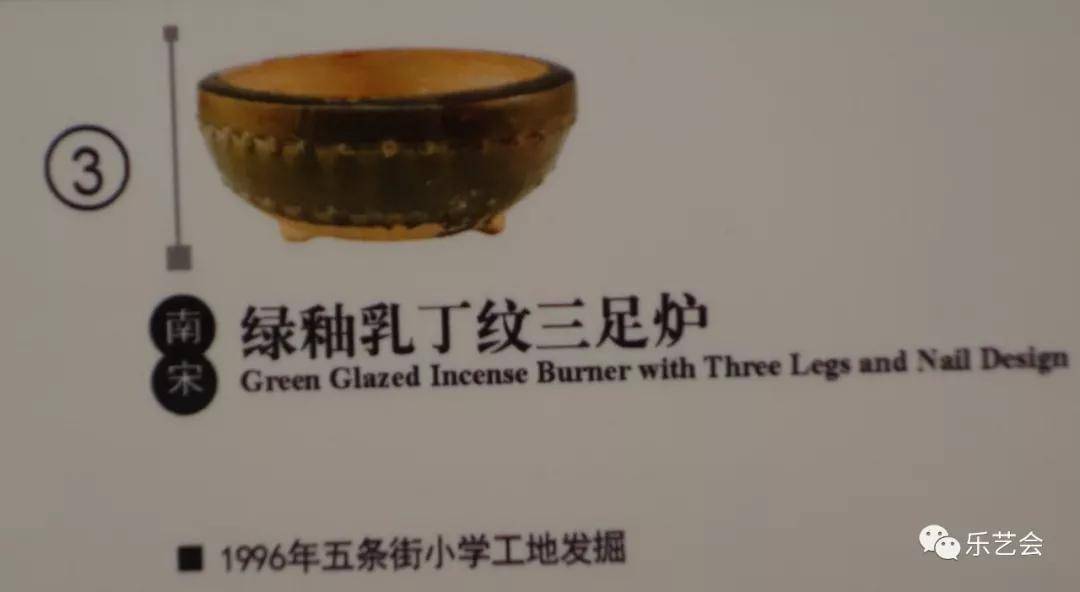 ③
南宋
绿釉乳丁纹三足炉
Green Glazed Incense Burner with Three Legs and Nail Design
■ 1996年五条街小学工地发掘
乐艺会